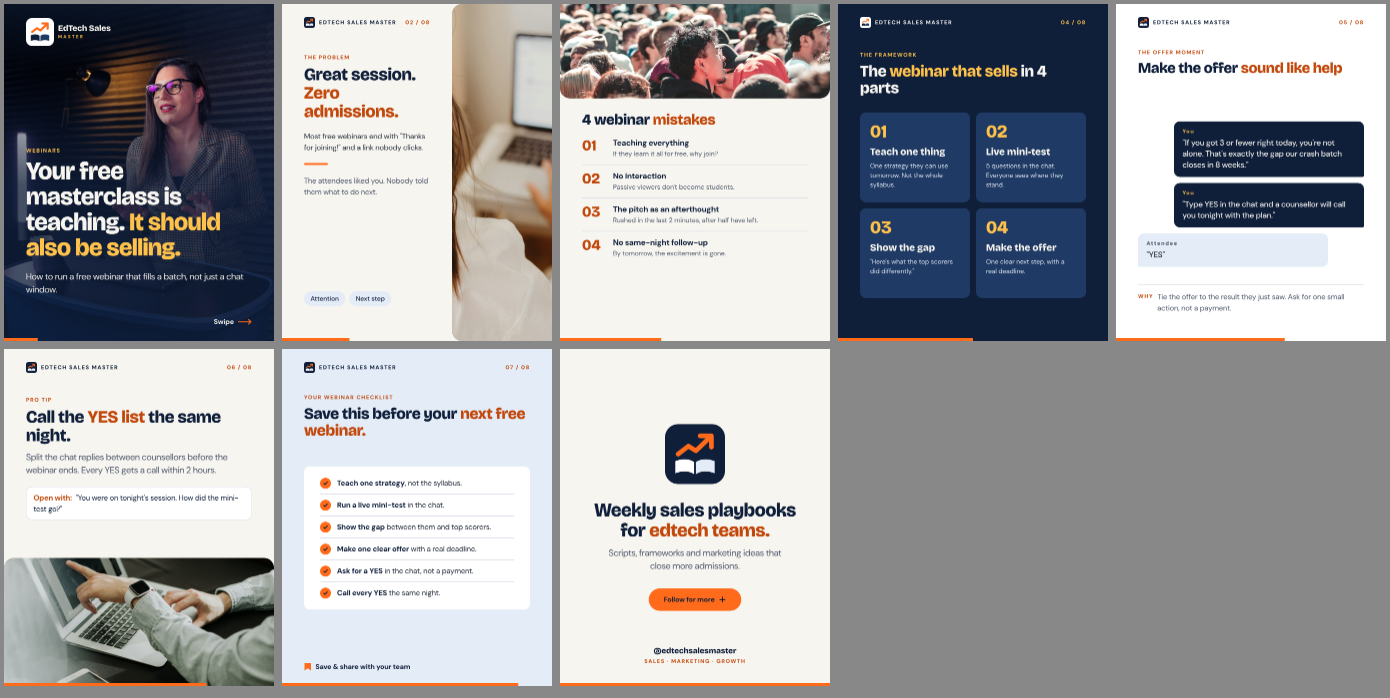 EdTech Sales
MASTER
WEBINARS
Your free
masterclass is
teaching. It should
also be selling.
How to run a free webinar that fills a batch, not just a chat
window.
Swipe
EDTECH SALES MASTER
02 / 08
THE PROBLEM
Great session.
Zero
admissions.
Most free webinars end with "Thanks
for joining!" and a link nobody clicks.
The attendees liked you. Nobody told
them what to do next.
Attention
Next step
4 webinar mistakes
01
Teaching everything
If they learn it all for free, why join?
02
No interaction
Passive viewers don't become students.
03
The pitch as an afterthought
Rushed in the last 2 minutes, after half have left.
04
No same-night follow-up
By tomorrow, the excitement is gone.
EDTECH SALES MASTER
04 / 08
THE FRAMEWORK
The webinar that sells in 4
parts
01
Teach one thing
One strategy they can use
tomorrow. Not the whole
syllabus.
02
Live mini-test
5 questions in the chat.
Everyone sees where they
stand.
03
Show the gap
"Here's what the top scorers
did differently."
04
Make the offer
One clear next step, with a
real deadline.
EDTECH SALES MASTER
05 / 08
THE OFFER MOMENT
Make the offer sound like help
You
"If you got 3 or fewer right today, you're not
alone. That's exactly the gap our crash batch
closes in 8 weeks."
You
"Type YES in the chat and a counsellor will call
you tonight with the plan."
Attendee
"YES"
WHY
Tie the offer to the result they just saw. Ask for one small
action, not a payment.
EDTECH SALES MASTER
06 / 08
PRO TIP
Call the YES list the same
night.
Split the chat replies between counsellors before the
webinar ends. Every YES gets a call within 2 hours.
Open with: "You were on tonight's session. How did the mini-
test go?"
EDTECH SALES MASTER
07 / 08
YOUR WEBINAR CHECKLIST
Save this before your next free
webinar.
Teach one strategy, not the syllabus.
Run a live mini-test in the chat.
Show the gap between them and top scorers.
Make one clear offer with a real deadline.
Ask for a YES in the chat, not a payment.
Call every YES the same night.
Save & share with your team
Weekly sales playbooks
for edtech teams.
Scripts, frameworks and marketing ideas that
close more admissions.
Follow for more +
@edtechsalesmaster
SALES · MARKETING · GROWTH